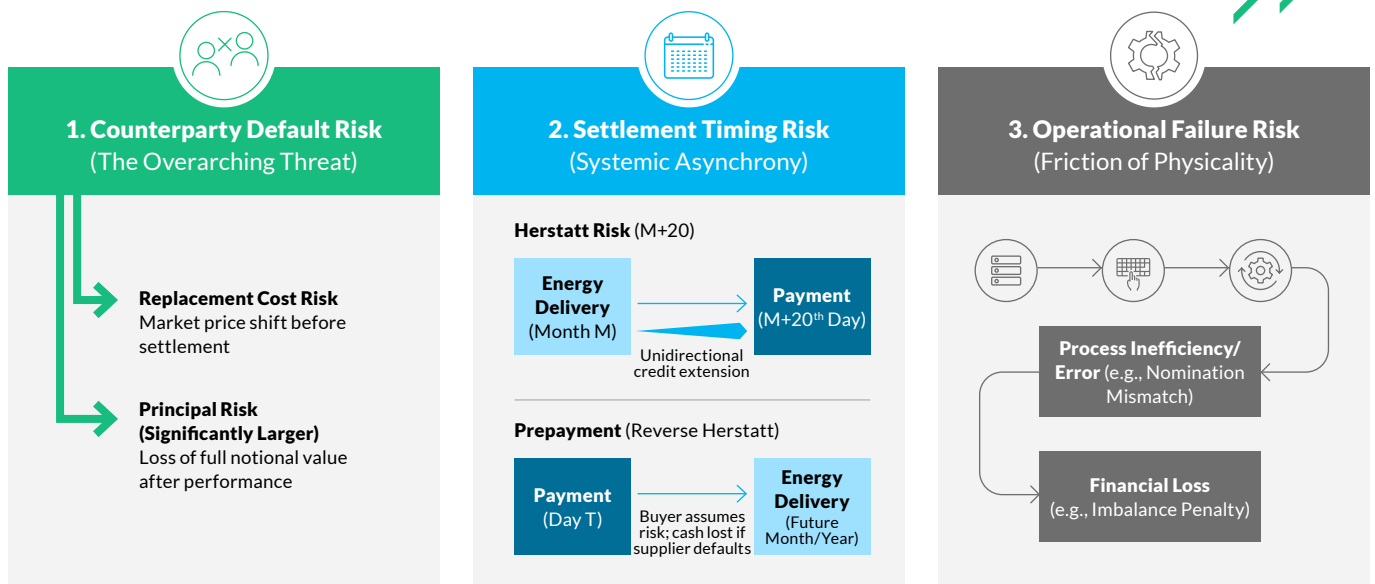 1. Counterparty Default Risk
(The Overarching Threat)
Replacement Cost Risk
Market price shift before
settlement
Principal Risk
(Significantly Larger)
Loss of full notional value
after performance
2. Settlement Timing Risk
(Systemic Asynchrony)
Herstatt Risk (M+20)
Energy
Delivery
(Month M)
Unidirectional
credit extension
Payment
(M+20th Day)
Prepayment (Reverse Herstatt)
Payment
(Day T)
Buyer assumes
risk; cash lost if
supplier defaults
Energy
Delivery
(Future
Month/Year)
3. Operational Failure Risk
(Friction of Physicality)
Process Inefficiency/
Error (e.g., Nomination
Mismatch)
Financial Loss
(e.g., Imbalance Penalty)